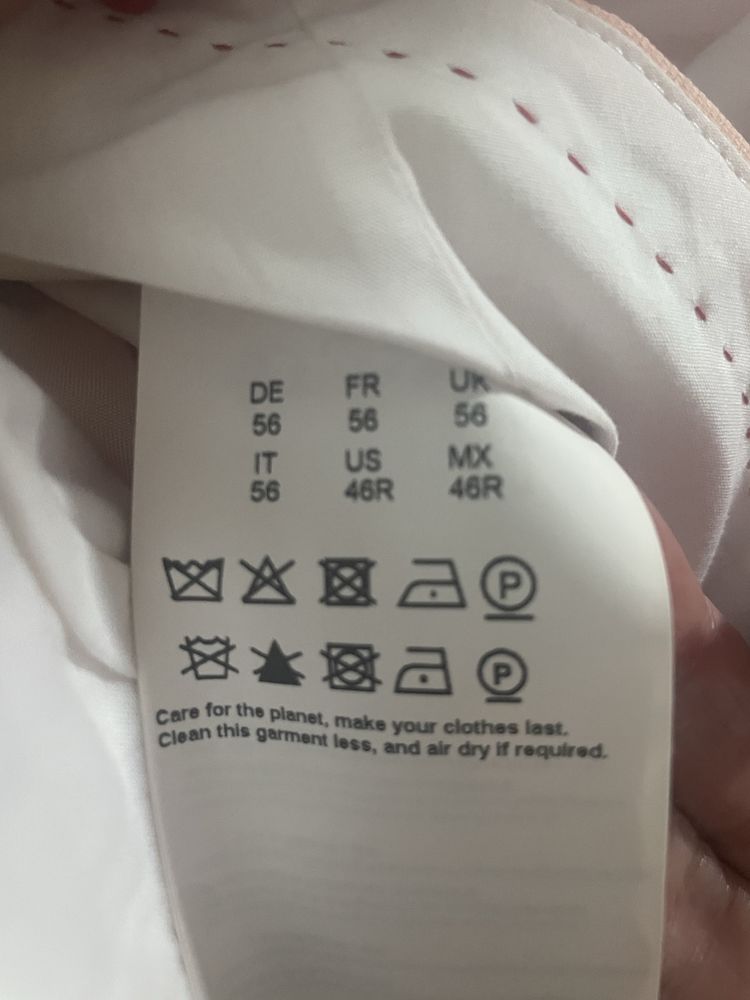 DE FR UK
56 56 56
IT US MX
56 46R 46R
P
P
Care for the planet, make your clothes last.
Clean this garment less, and air dry if required.